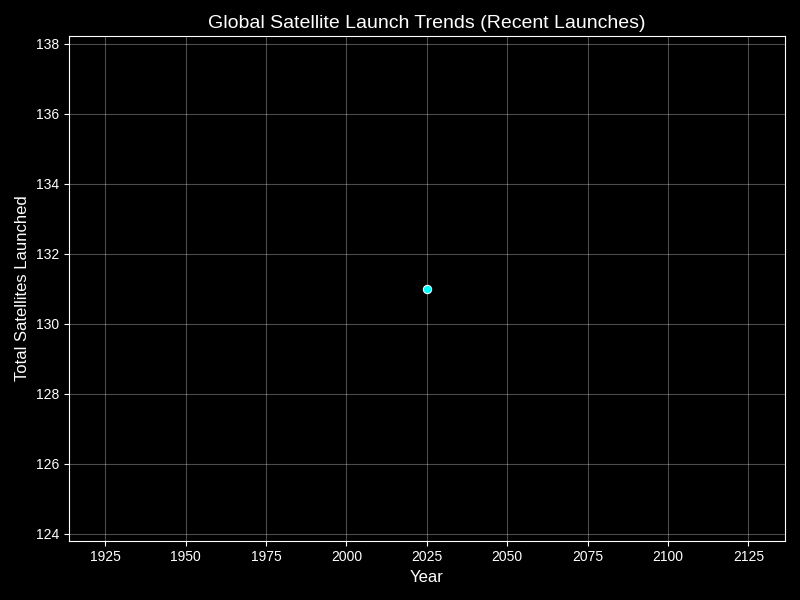 Global Satellite Launch Trends (Recent Launches)
Total Satellites Launched
138
136
134
132
130
128
126
124
1925 1950 1975 2000 2025 2050 2075 2100 2125
Year